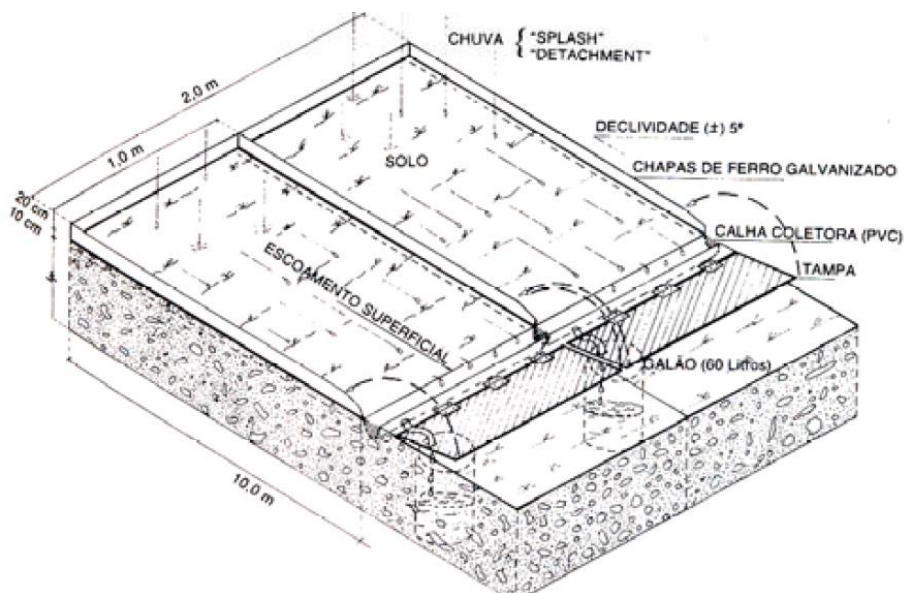 CHUVA { "SPLASH"
"DETACHMENT"
2,0 m
DECLIVIDADE (±) 5º
1,0 m
SOLO
CHAPAS DE FERRO GALVANIZADO
20 cm
10 cm
CALHA COLETORA (PVC)
ESCOAMENTO SUPERFICIAL
TAMPA
GALÃO (60 Litros)
10,0 m